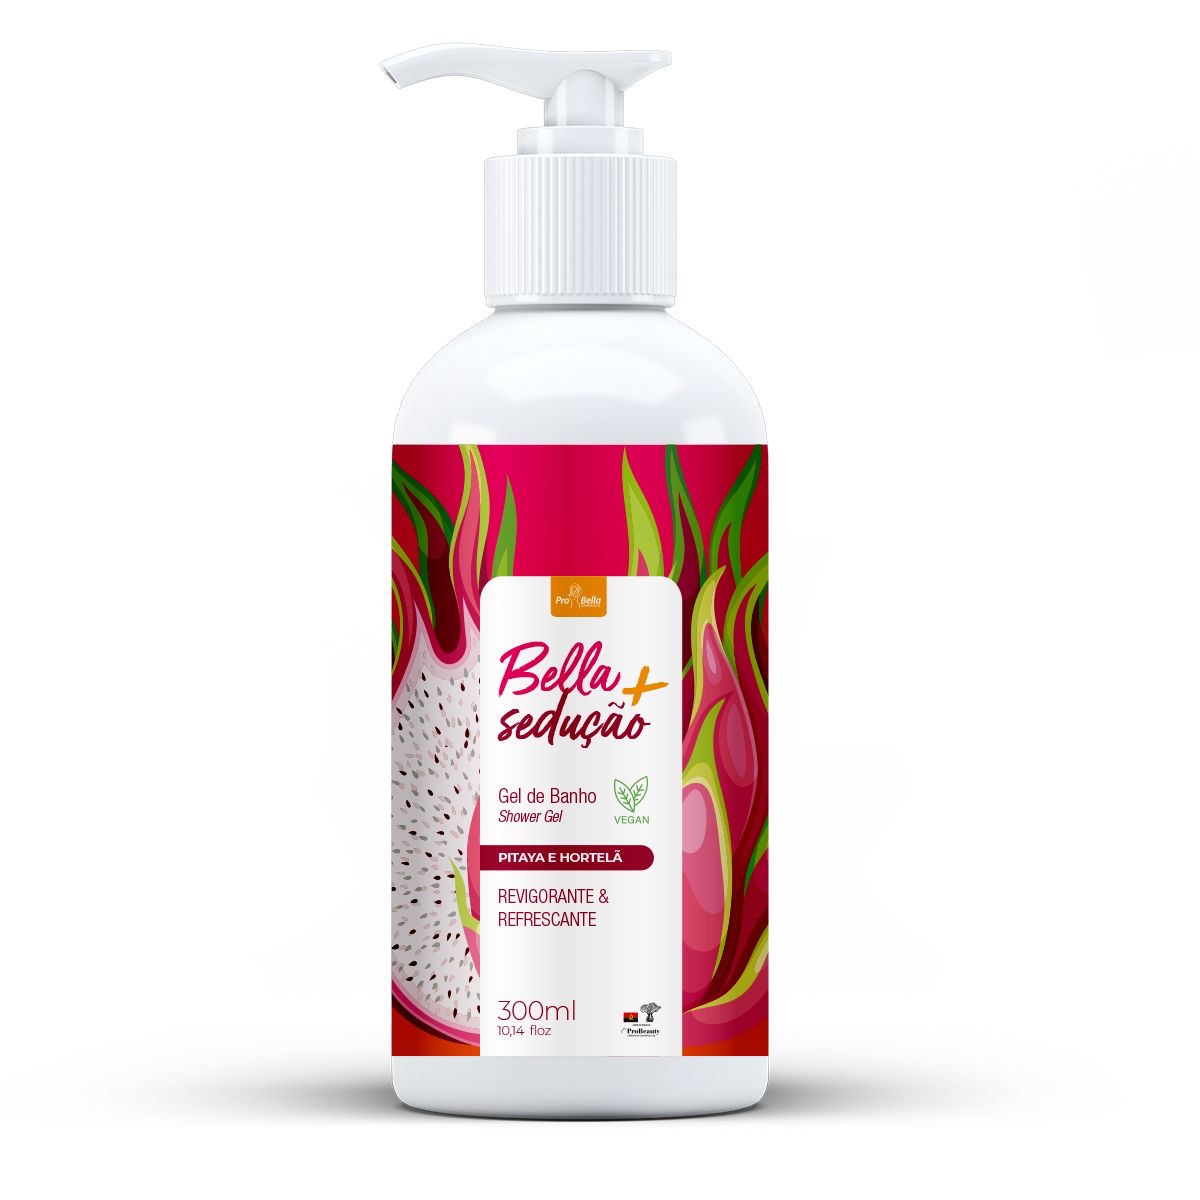 Pro Bella
Bella +
sedução
Gel de Banho
Shower Gel
VEGAN
PITAYA E HORTELÃ
REVIGORANTE &
REFRESCANTE
300ml
10,14 floz
ProBeauty